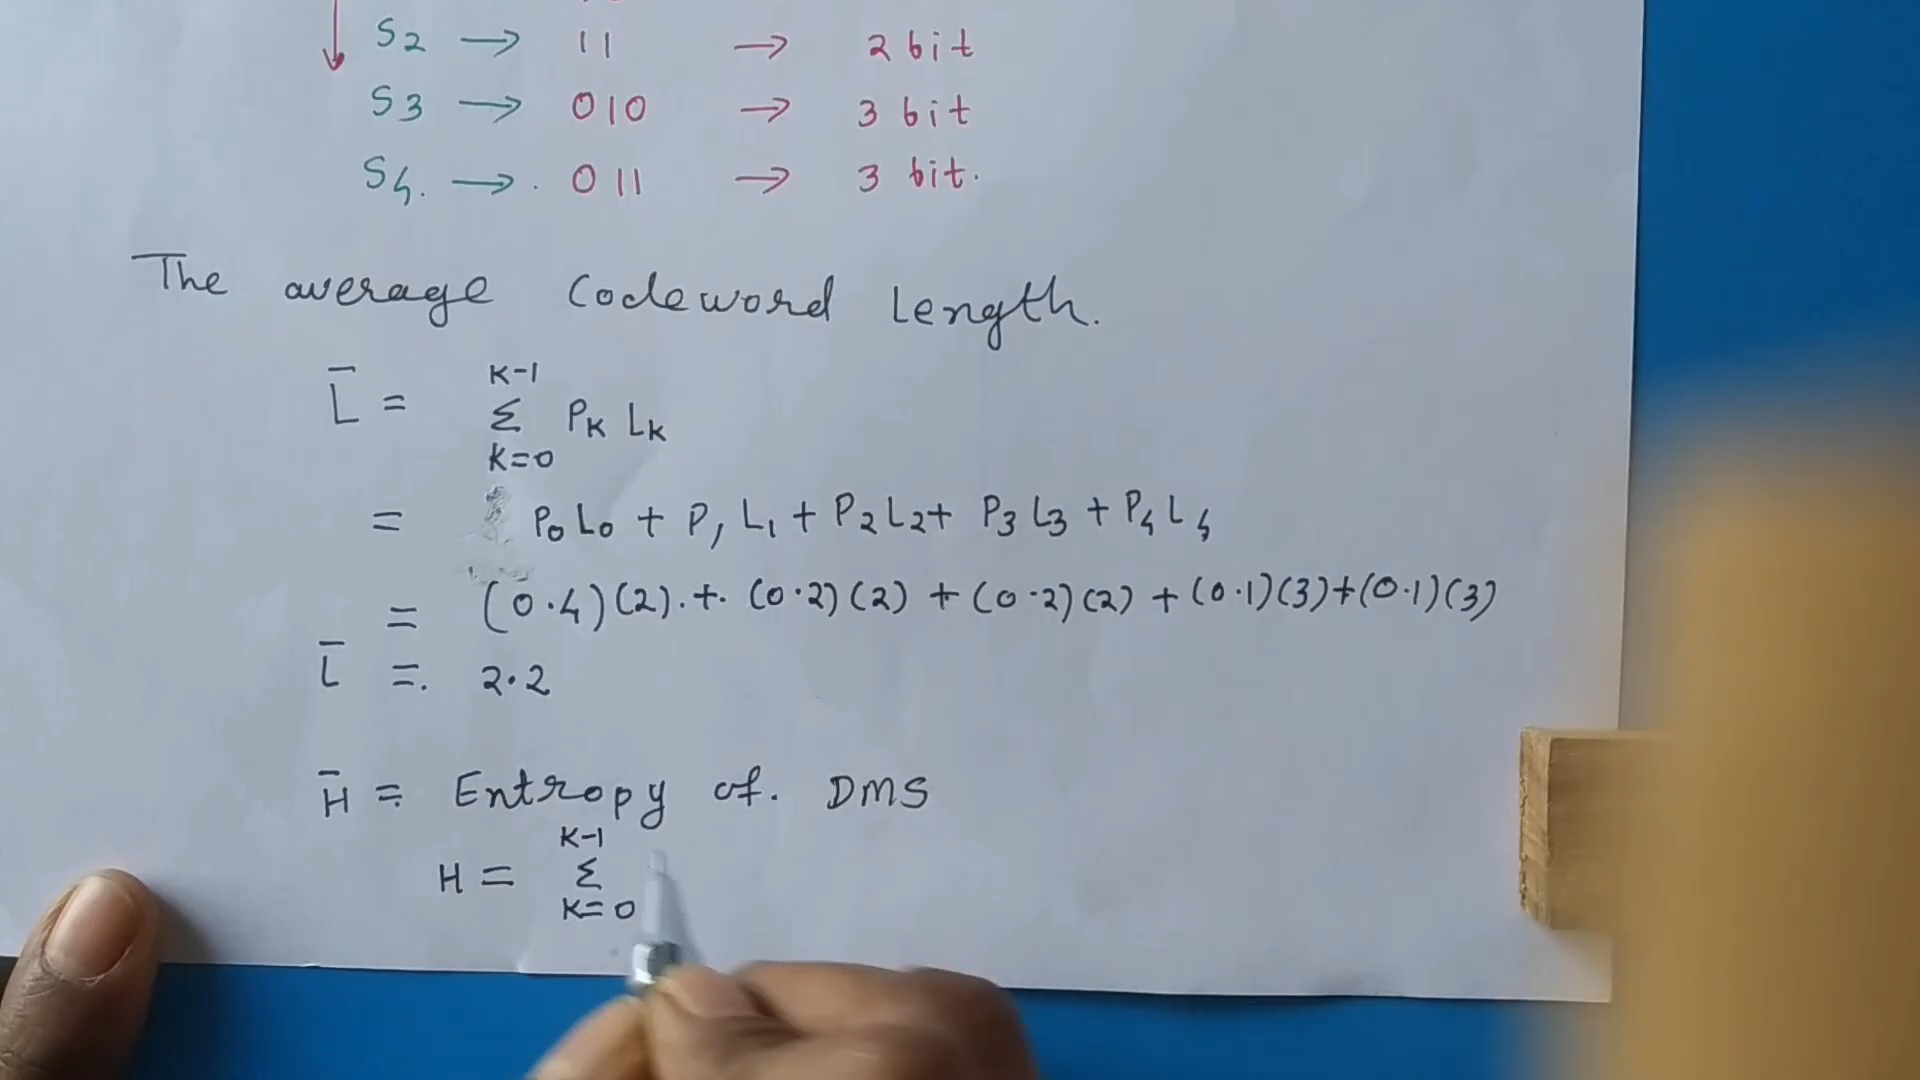 S2 → 11 → 2 bit
S3 → 010 → 3 bit
S4. → . 011 → 3 bit.
The average Codeword Length.
L̄ = K-1 Σ K=0 PK LK
= P0 L0 + P1 L1 + P2 L2 + P3 L3 + P4 L4
= (0.4)(2).+. (0.2)(2) + (0.2)(2) + (0.1)(3)+(0.1)(3)
L̄ =. 2.2
H̄ = Entropy of. DMS
H = K-1 Σ K=0